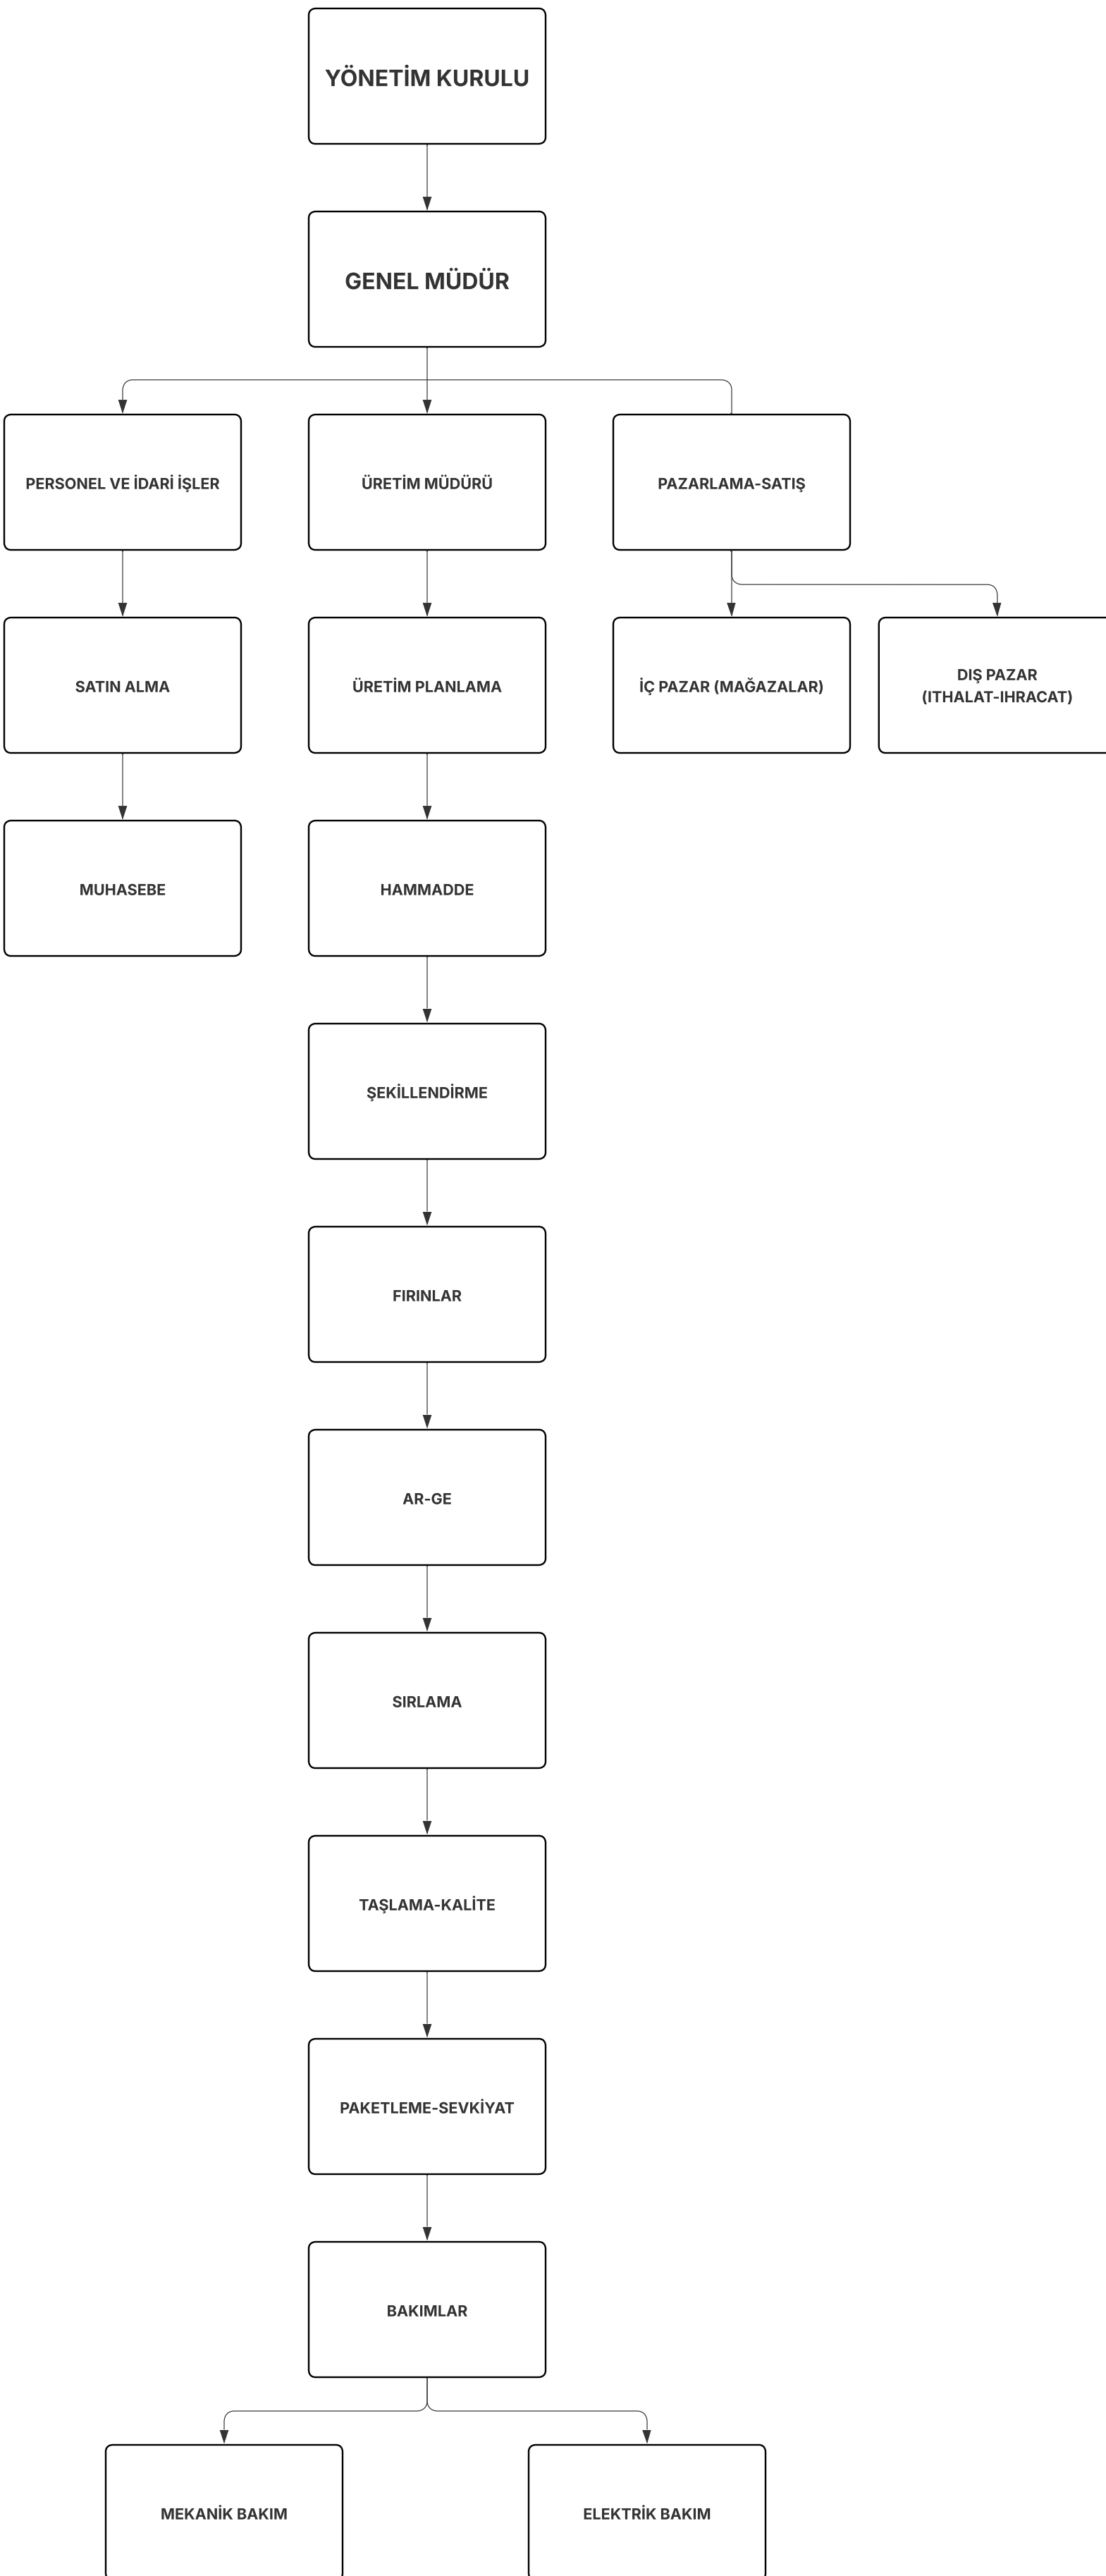 YÖNETİM KURULU
GENEL MÜDÜR
PERSONEL VE İDARİ İŞLER
ÜRETİM MÜDÜRÜ
PAZARLAMA-SATIŞ
SATIN ALMA
ÜRETİM PLANLAMA
İÇ PAZAR (MAĞAZALAR)
DIŞ PAZAR
(ITHALAT-IHRACAT)
MUHASEBE
HAMMADDE
ŞEKİLLENDİRME
FIRINLAR
AR-GE
SIRLAMA
TAŞLAMA-KALİTE
PAKETLEME-SEVKİYAT
BAKIMLAR
MEKANİK BAKIM
ELEKTRİK BAKIM